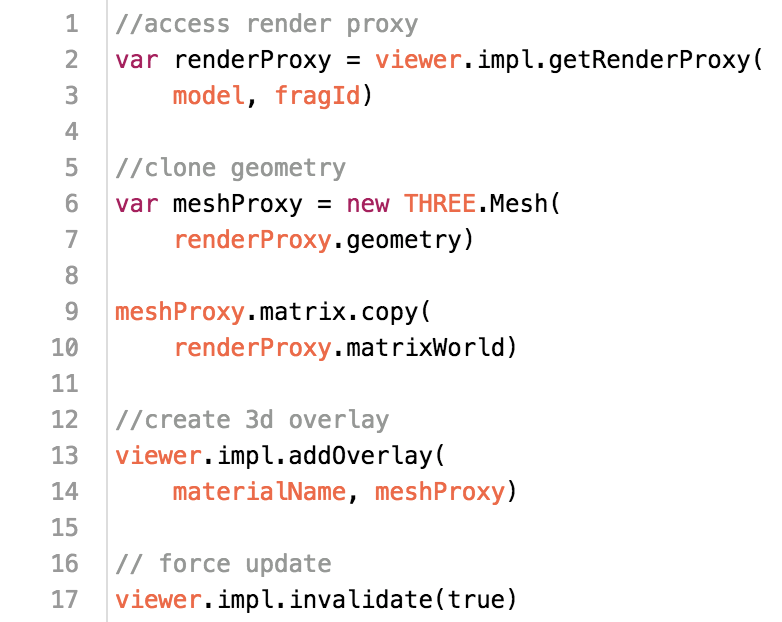 1 //access render proxy
2 var renderProxy = viewer.impl.getRenderProxy(
3     model, fragId)
4
5 //clone geometry
6 var meshProxy = new THREE.Mesh(
7     renderProxy.geometry)
8
9 meshProxy.matrix.copy(
10     renderProxy.matrixWorld)
11
12 //create 3d overlay
13 viewer.impl.addOverlay(
14     materialName, meshProxy)
15
16 // force update
17 viewer.impl.invalidate(true)